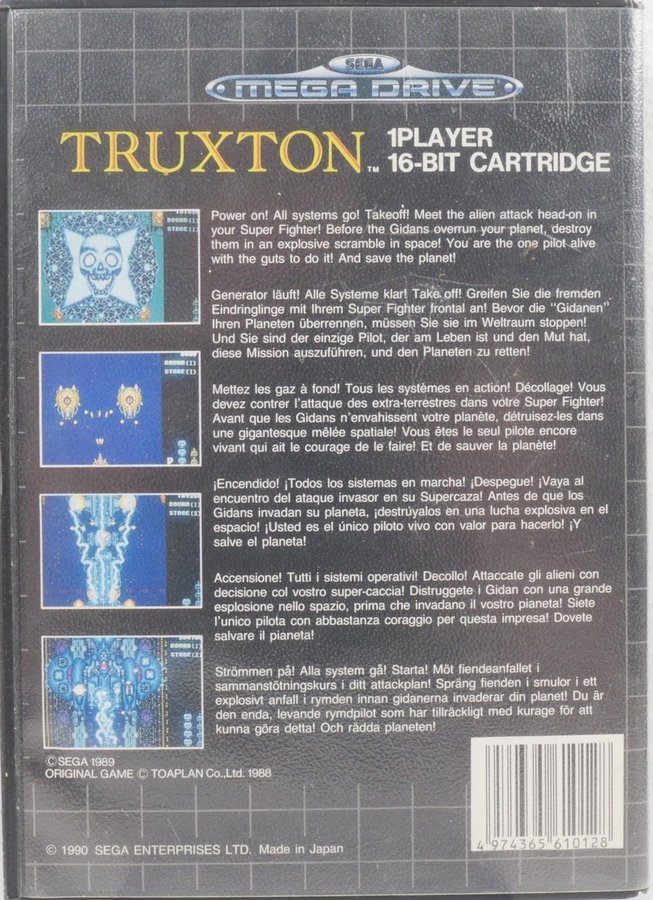 SEGA
MEGA DRIVE
TRUXTON™
1PLAYER
16-BIT CARTRIDGE
Power on! All systems go! Takeoff! Meet the alien attack head-on in
your Super Fighter! Before the Gidans overrun your planet, destroy
them in an explosive scramble in space! You are the one pilot alive
with the guts to do it! And save the planet!
Generator läuft! Alle Systeme klar! Take off! Greifen Sie die fremden
Eindringlinge mit Ihrem Super Fighter frontal an! Bevor die "Gidanen"
Ihren Planeten überrennen, müssen Sie sie im Weltraum stoppen!
Und Sie sind der einzige Pilot, der am Leben ist und den Mut hat,
diese Mission auszuführen, und den Planeten zu retten!
Mettez les gaz à fond! Tous les systèmes en action! Décollage! Vous
devez contrer l'attaque des extra-terrestres dans votre Super Fighter!
Avant que les Gidans n'envahissent votre planète, détruisez-les dans
une gigantesque mêlée spatiale! Vous êtes le seul pilote encore
vivant qui ait le courage de le faire! Et de sauver la planète!
¡Encendido! ¡Todos los sistemas en marcha! ¡Despegue! ¡Vaya al
encuentro del ataque invasor en su Supercaza! Antes de que los
Gidans invadan su planeta, ¡destrúyalos en una lucha explosiva en el
espacio! ¡Usted es el único piloto vivo con valor para hacerlo! ¡Y
salve el planeta!
Accensione! Tutti i sistemi operativi! Decollo! Attaccate gli alieni con
decisione col vostro super-caccia! Distruggete i Gidan con una grande
esplosione nello spazio, prima che invadano il vostro pianeta! Siete
l'unico pilota con abbastanza coraggio per questa impresa! Dovete
salvare il pianeta!
Strömmen på! Alla system gå! Starta! Möt fiendeanfallet i
sammanstötningskurs i ditt attackplan! Spräng fienden i smulor i ett
explosivt anfall i rymden innan gidanerna invaderar din planet! Du är
den enda, levande rymdpilot som har tillräckligt med kurage för att
kunna göra detta! Och rädda planeten!
© SEGA 1989
ORIGINAL GAME © TOAPLAN Co.,Ltd. 1988
4 974365 610128
© 1990 SEGA ENTERPRISES LTD. Made in Japan